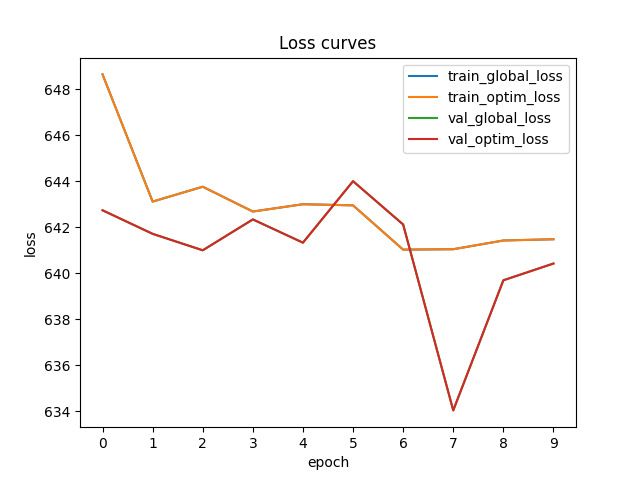 Loss curves
train_global_loss
train_optim_loss
val_global_loss
val_optim_loss
648
646
644
642
640
638
636
634
loss
0 1 2 3 4 5 6 7 8 9
epoch